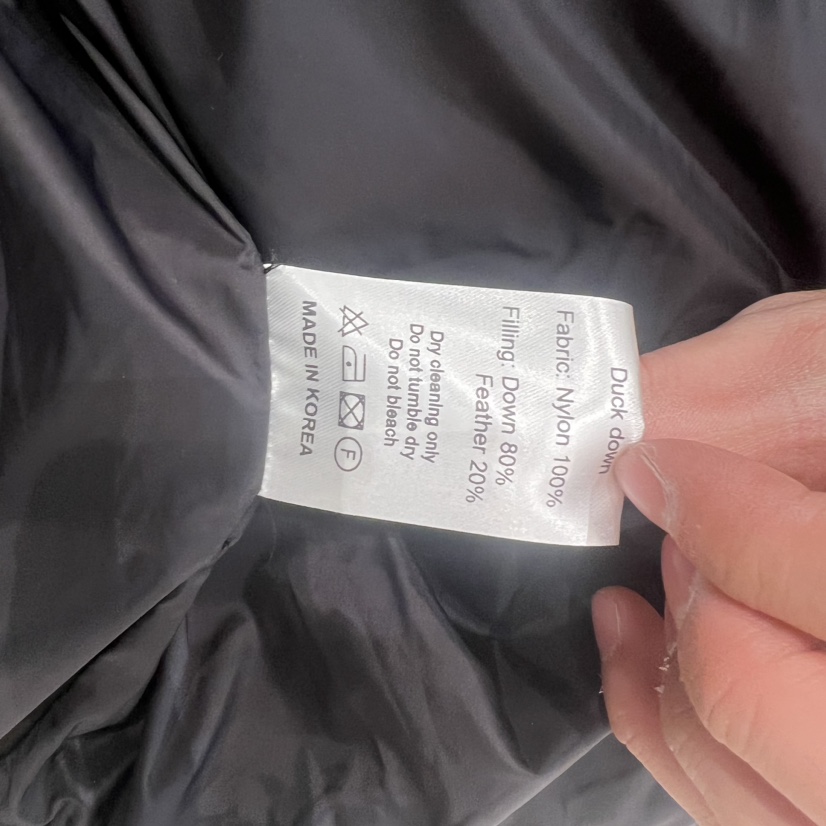 Duck down
Fabric: Nylon 100%
Filling: Down 80%
Feather 20%
Dry cleaning only
Do not tumble dry
Do not bleach
F
MADE IN KOREA